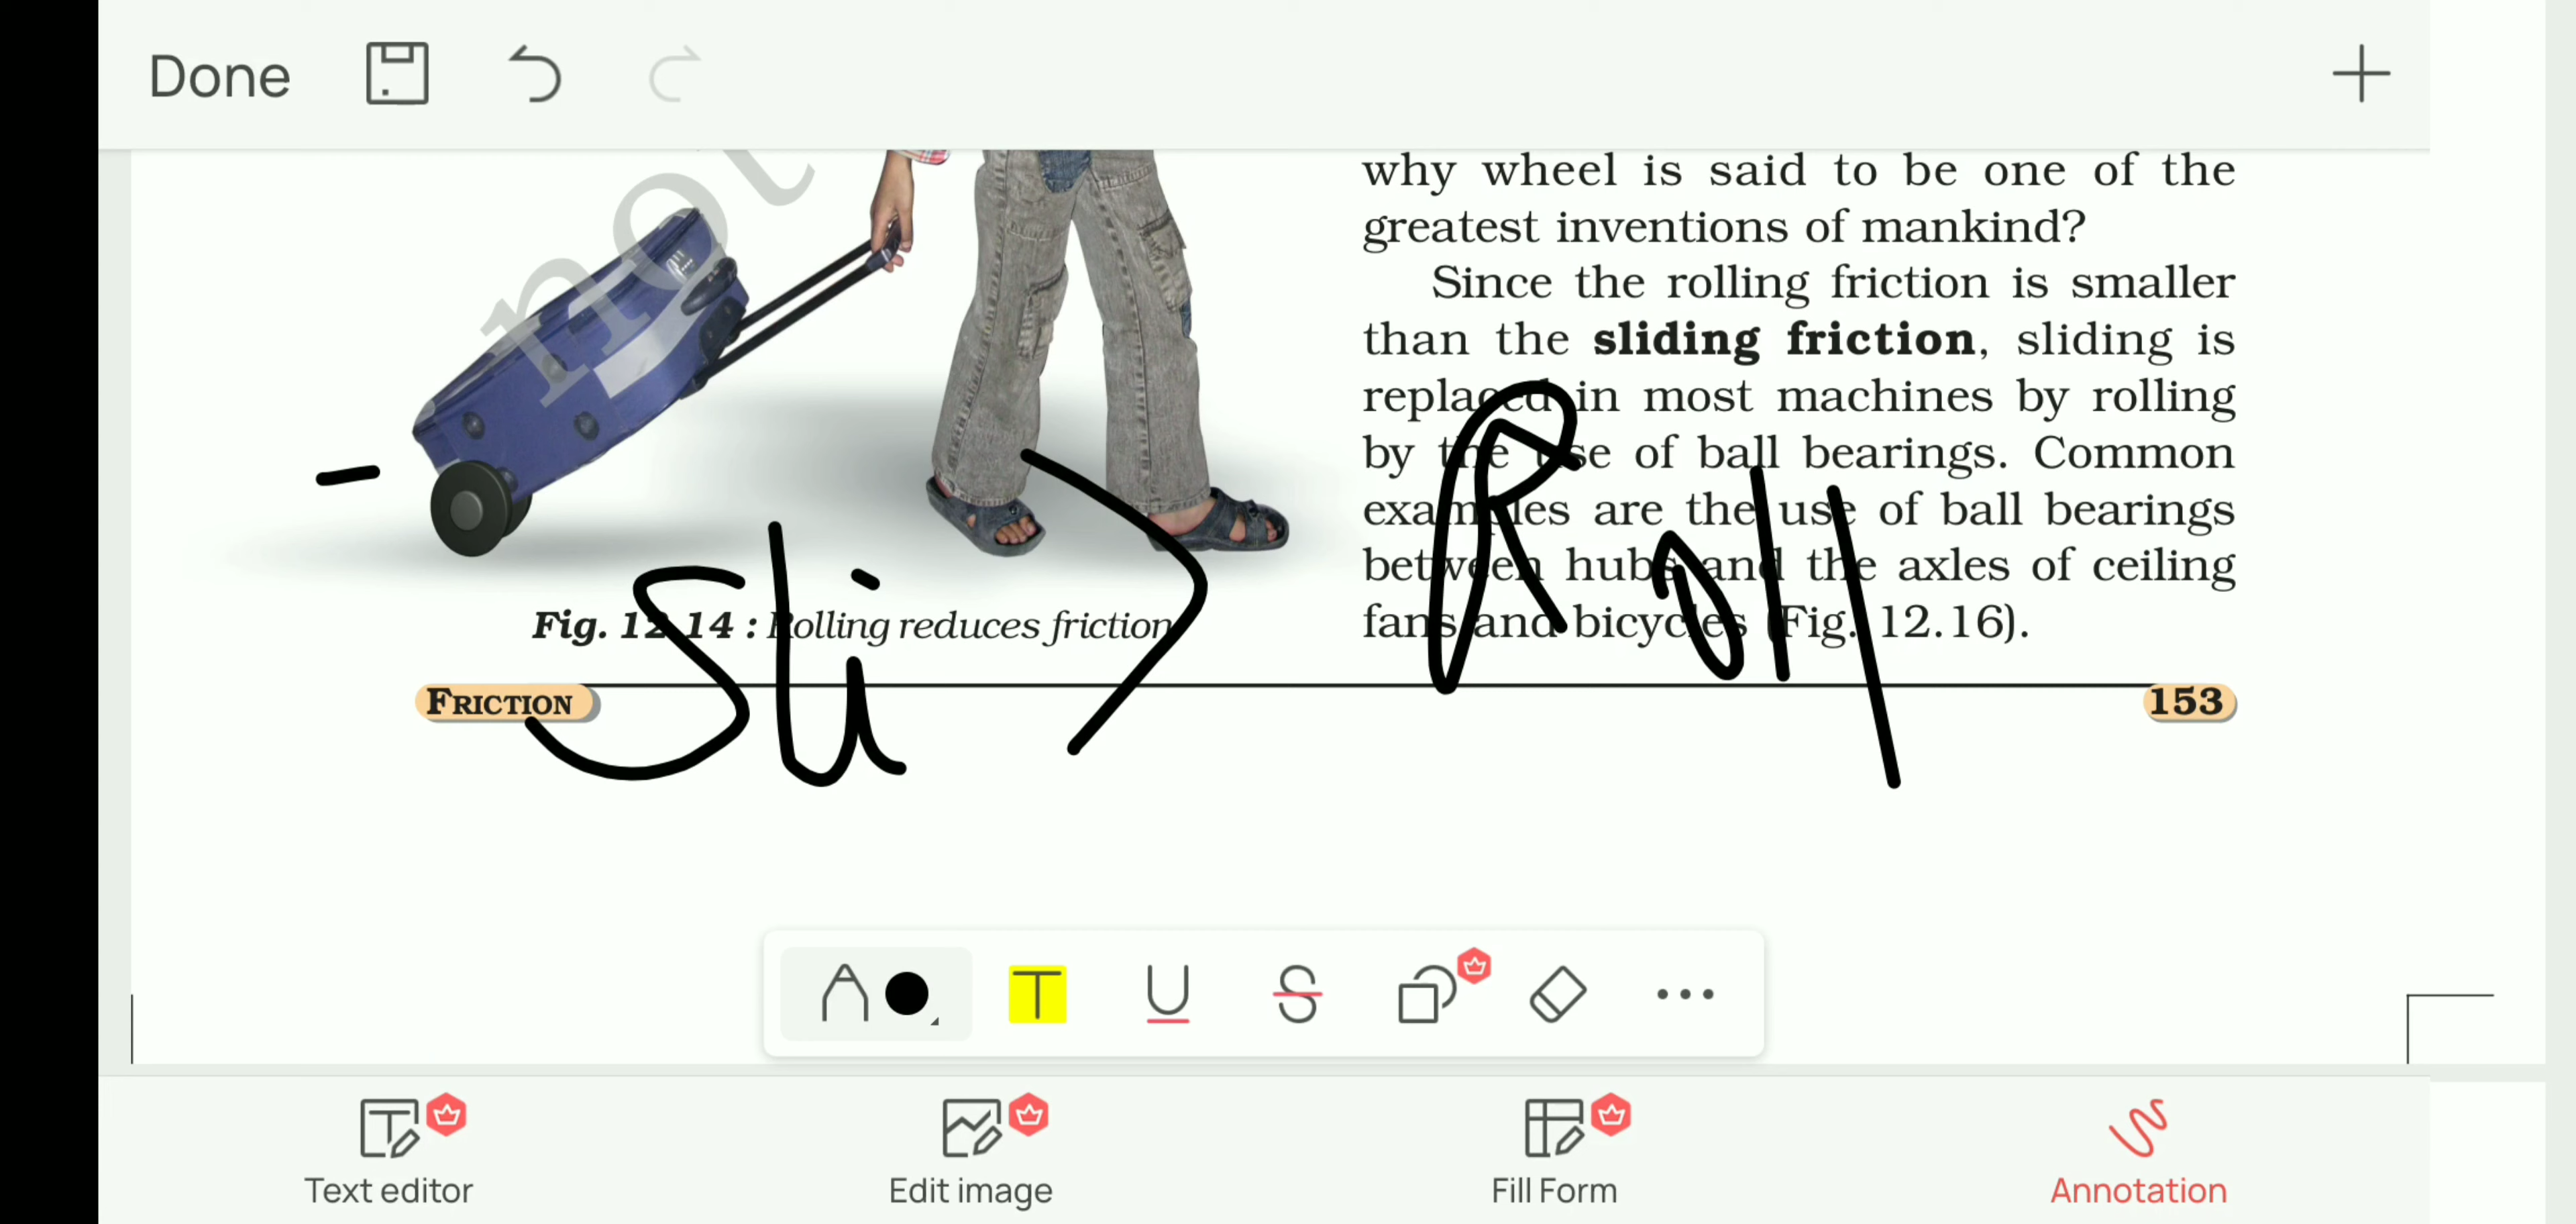 Done
not
why wheel is said to be one of the
greatest inventions of mankind?
Since the rolling friction is smaller
than the sliding friction, sliding is
replaced in most machines by rolling
by the use of ball bearings. Common
examples are the use of ball bearings
between hubs and the axles of ceiling
fans and bicycles (Fig. 12.16).
Sli > Roll
Fig. 12.14 : Rolling reduces friction
FRICTION
153
Text editor
Edit image
Fill Form
Annotation